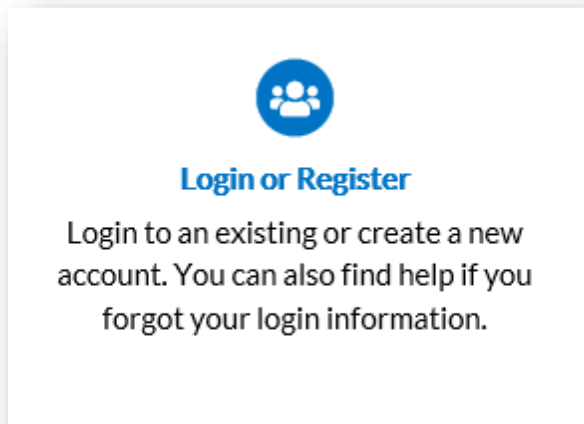 Login or Register
Login to an existing or create a new
account. You can also find help if you
forgot your login information.